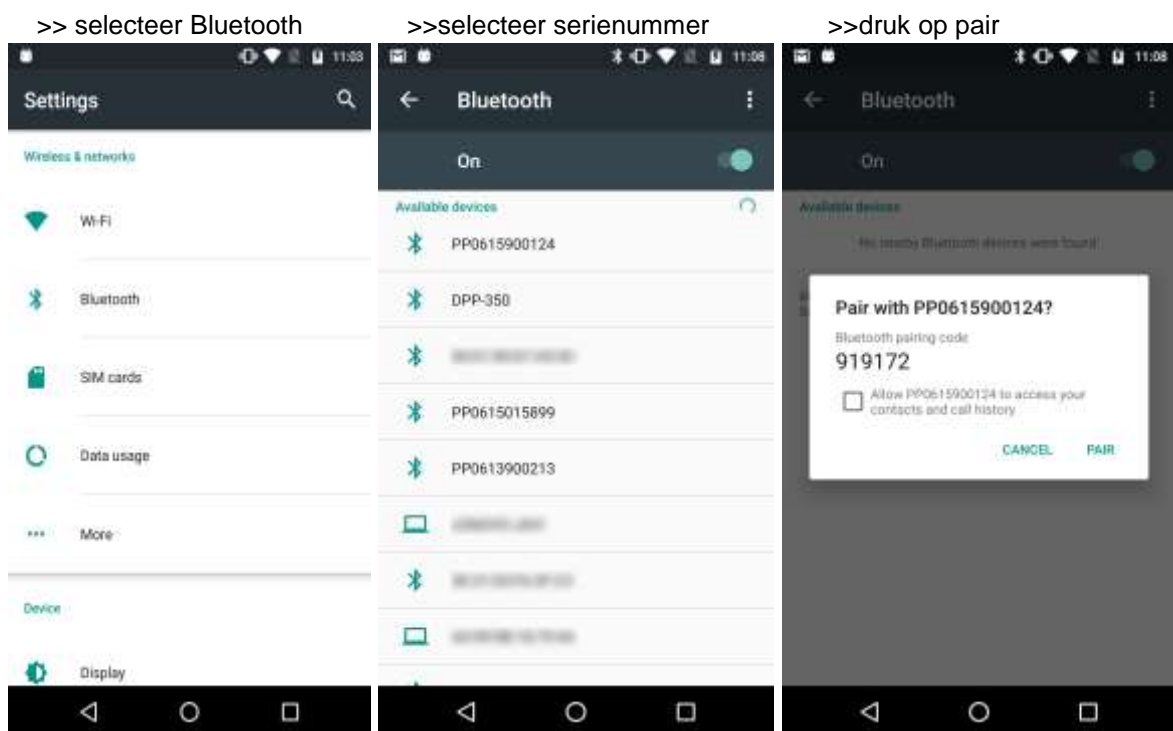 >> selecteer Bluetooth
>>selecteer serienummer
>>druk op pair
11:03
Settings
Wireless & networks
Wi-Fi
Bluetooth
SIM cards
Data usage
More
Device
Display
11:08
Bluetooth
On
Available devices
PP0615900124
DPP-350
PP0615015899
PP0613900213
11:08
Bluetooth
On
Available devices
No nearby Bluetooth devices were found
Pair with PP0615900124?
Bluetooth pairing code
919172
Allow PP0615900124 to access your
contacts and call history
CANCEL PAIR